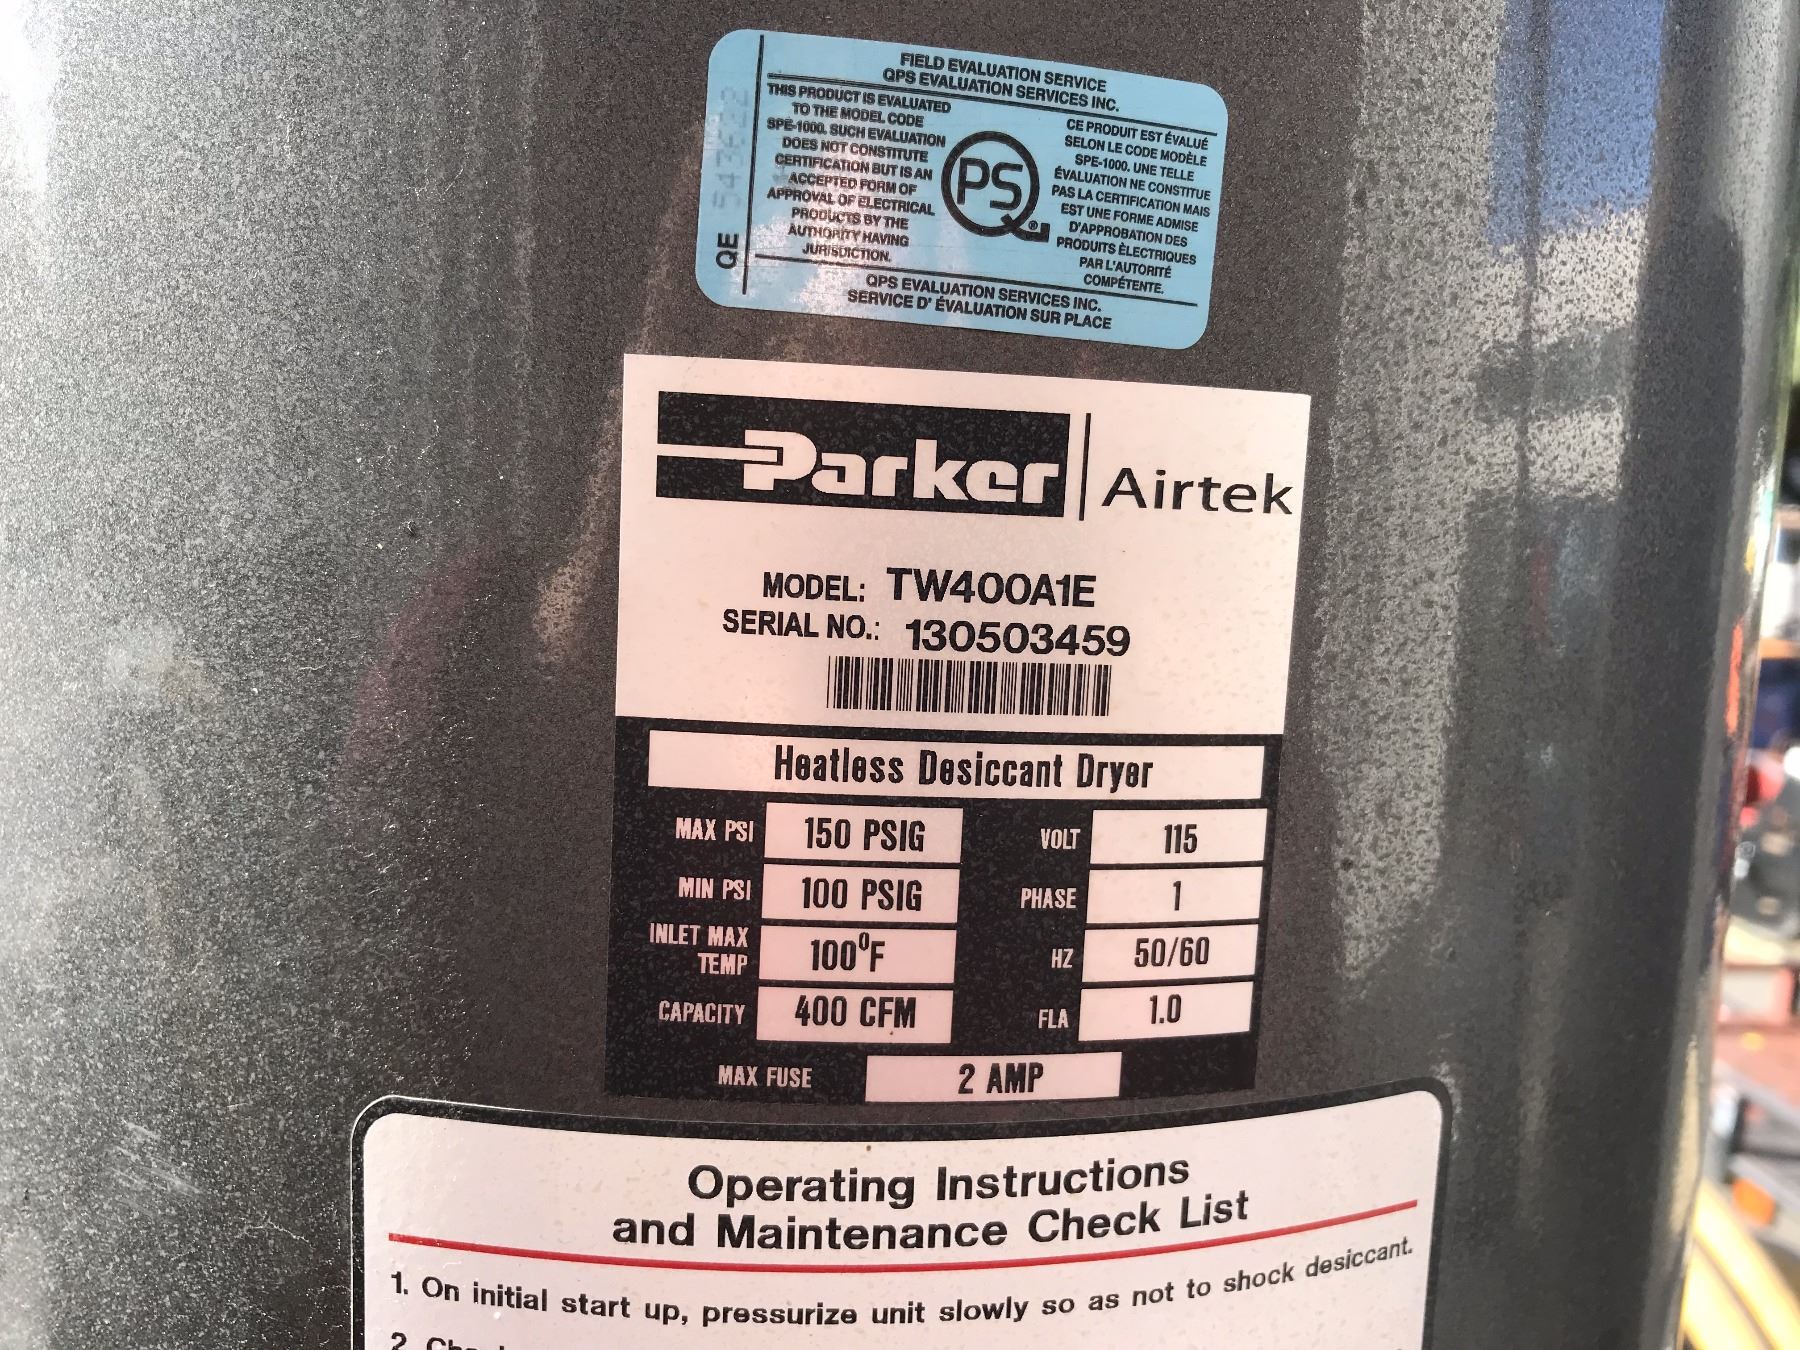 FIELD EVALUATION SERVICE
QPS EVALUATION SERVICES INC.
THIS PRODUCT IS EVALUATED
TO THE MODEL CODE
SPE-1000. SUCH EVALUATION
DOES NOT CONSTITUTE
CERTIFICATION BUT IS AN
ACCEPTED FORM OF
APPROVAL OF ELECTRICAL
PRODUCTS BY THE
AUTHORITY HAVING
JURISDICTION.
QPS
®
CE PRODUIT EST ÉVALUÉ
SELON LE CODE MODÈLE
SPE-1000. UNE TELLE
ÉVALUATION NE CONSTITUE
PAS LA CERTIFICATION MAIS
EST UNE FORME ADMISE
D'APPROBATION DES
PRODUITS ÉLECTRIQUES
PAR L'AUTORITÉ
COMPÉTENTE.
QPS EVALUATION SERVICES INC.
SERVICE D' ÉVALUATION SUR PLACE
QE
Parker | Airtek
MODEL: TW400A1E
SERIAL NO.: 130503459
Heatless Desiccant Dryer
MAX PSI 150 PSIG VOLT 115
MIN PSI 100 PSIG PHASE 1
INLET MAX
TEMP 100°F HZ 50/60
CAPACITY 400 CFM FLA 1.0
MAX FUSE 2 AMP
Operating Instructions
and Maintenance Check List
1. On initial start up, pressurize unit slowly so as not to shock desiccant.
2